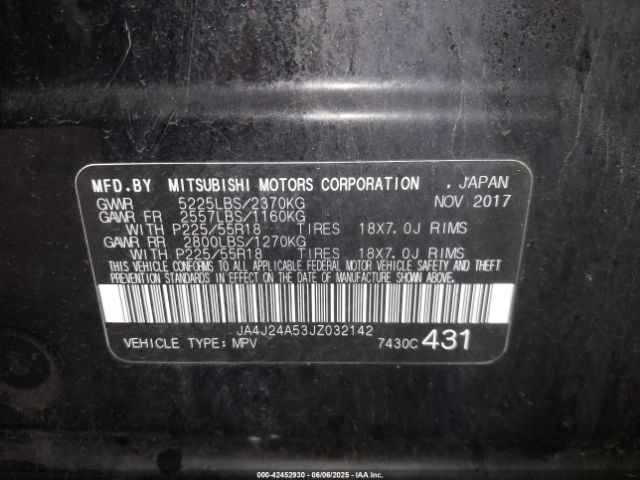 MFD.BY MITSUBISHI MOTORS CORPORATION , JAPAN
GVWR 5225LBS/2370KG NOV 2017
GAWR FR 2557LBS/1160KG
WITH P225/55R18 TIRES 18X7.0J RIMS
GAWR RR 2800LBS/1270KG
WITH P225/55R18 TIRES 18X7.0J RIMS
THIS VEHICLE CONFORMS TO ALL APPLICABLE FEDERAL MOTOR VEHICLE SAFETY AND THEFT
PREVENTION STANDARDS IN EFFECT ON THE DATE OF MANUFACTURE SHOWN ABOVE.
JA4J24A53JZ032142
VEHICLE TYPE: MPV 7430C 431
000-42452930 - 06/06/2025 - IAAI.CA